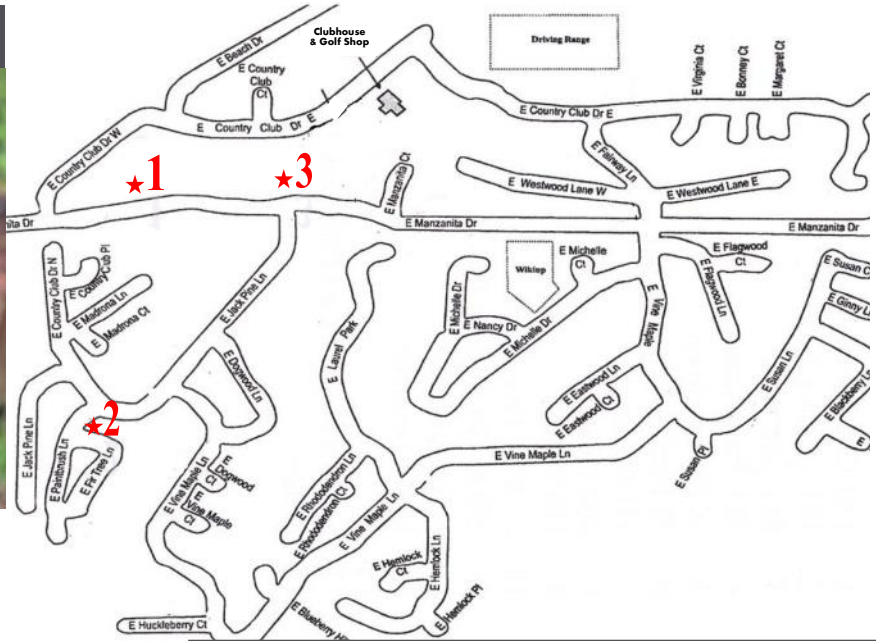 Clubhouse
& Golf Shop
Driving Range
E Beach Dr
E Country
Club
Ct
E Virginia Ct
E Bonney Ct
E Margaret Ct
E Country Club Dr E
E Country Club Dr E
E Country Club Dr W
E Fairway Ln
1
3
E Manzanita Ct
E Westwood Lane W
E Westwood Lane E
nita Dr
E Manzanita Dr
E Manzanita Dr
E Country Club Dr N
E Country Club Pl
E Madrona Ln
E Madrona Ct
E Jack Pine Ln
E Laurel Park
E Michelle Dr
Wikiup
E Michelle
Ct
E Nancy Dr
E Michelle Dr
E Flagwood
Ct
E Flagwood Ln
E Vine Maple
E Susan C
E Ginny L
E Susan Ln
E Blackberry Ln
E
E Dogwood Ln
E Eastwood Ln
E Eastwood Ct
2
E Jack Pine Ln
E Paintbrush Ln
E Fir Tree Ln
E Vine Maple Ln
E
Dogwood
Ct
E
Vine Maple
Ct
E Rhododendron Ln
E Rhododendron Ct
E Vine Maple Ln
E Vine Maple Ln
E Susan Pl
E Hemlock
Ct
E Hemlock Ln
E Hemlock Pl
E Huckleberry Ct
E Blueberry H